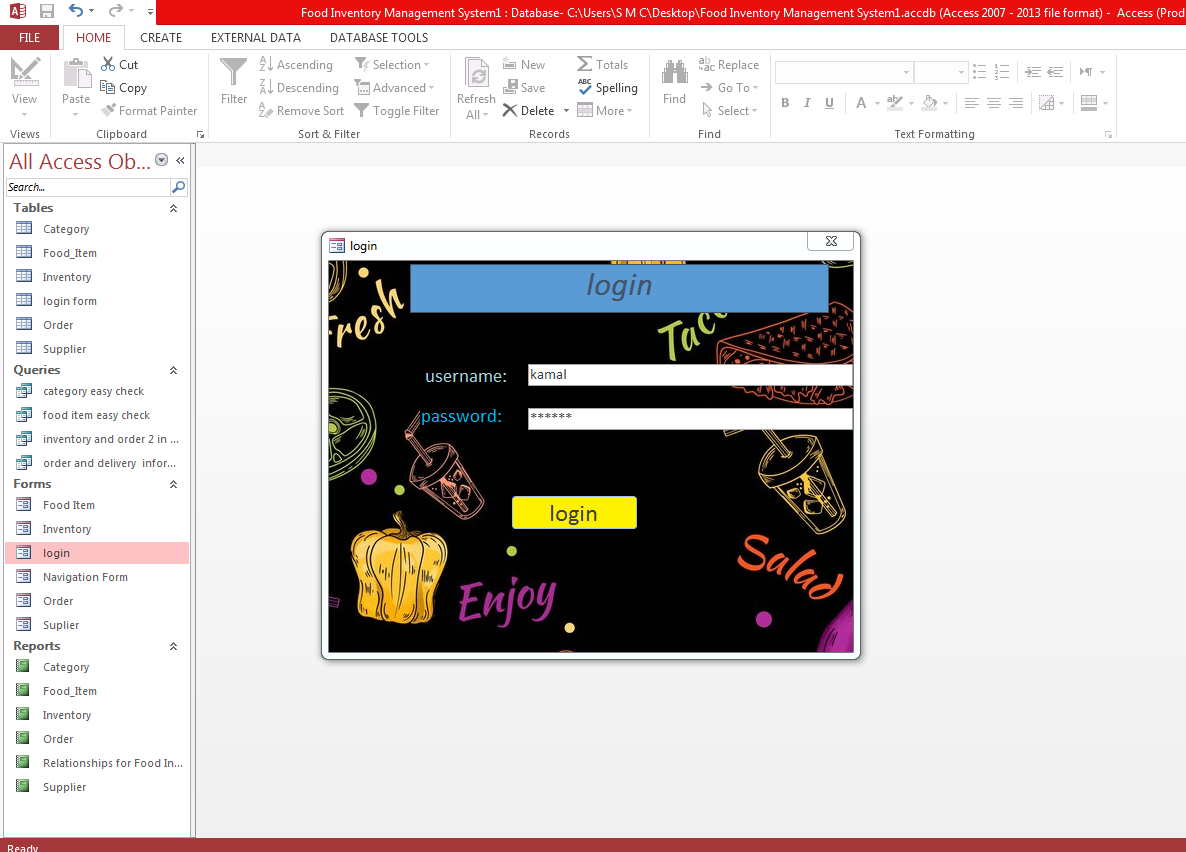 Food Inventory Management System1 : Database- C:\Users\S M C\Desktop\Food Inventory Management System1.accdb (Access 2007 - 2013 file format) - Access (Prod
FILE HOME CREATE EXTERNAL DATA DATABASE TOOLS
View
Views
Paste
Cut
Copy
Format Painter
Clipboard
Filter
Ascending
Descending
Remove Sort
Selection
Advanced
Toggle Filter
Sort & Filter
Refresh
All
New
Save
Delete
Totals
Spelling
More
Records
Find
Replace
Go To
Select
Find
B I U A
Text Formatting
All Access Ob...
Search...
Tables
Category
Food_Item
Inventory
login form
Order
Supplier
Queries
category easy check
food item easy check
inventory and order 2 in ...
order and delivery infor...
Forms
Food Item
Inventory
login
Navigation Form
Order
Suplier
Reports
Category
Food_Item
Inventory
Order
Relationships for Food In...
Supplier
login
login
Fresh
Taco
username: kamal
password: ******
login
Enjoy
Salad
Ready